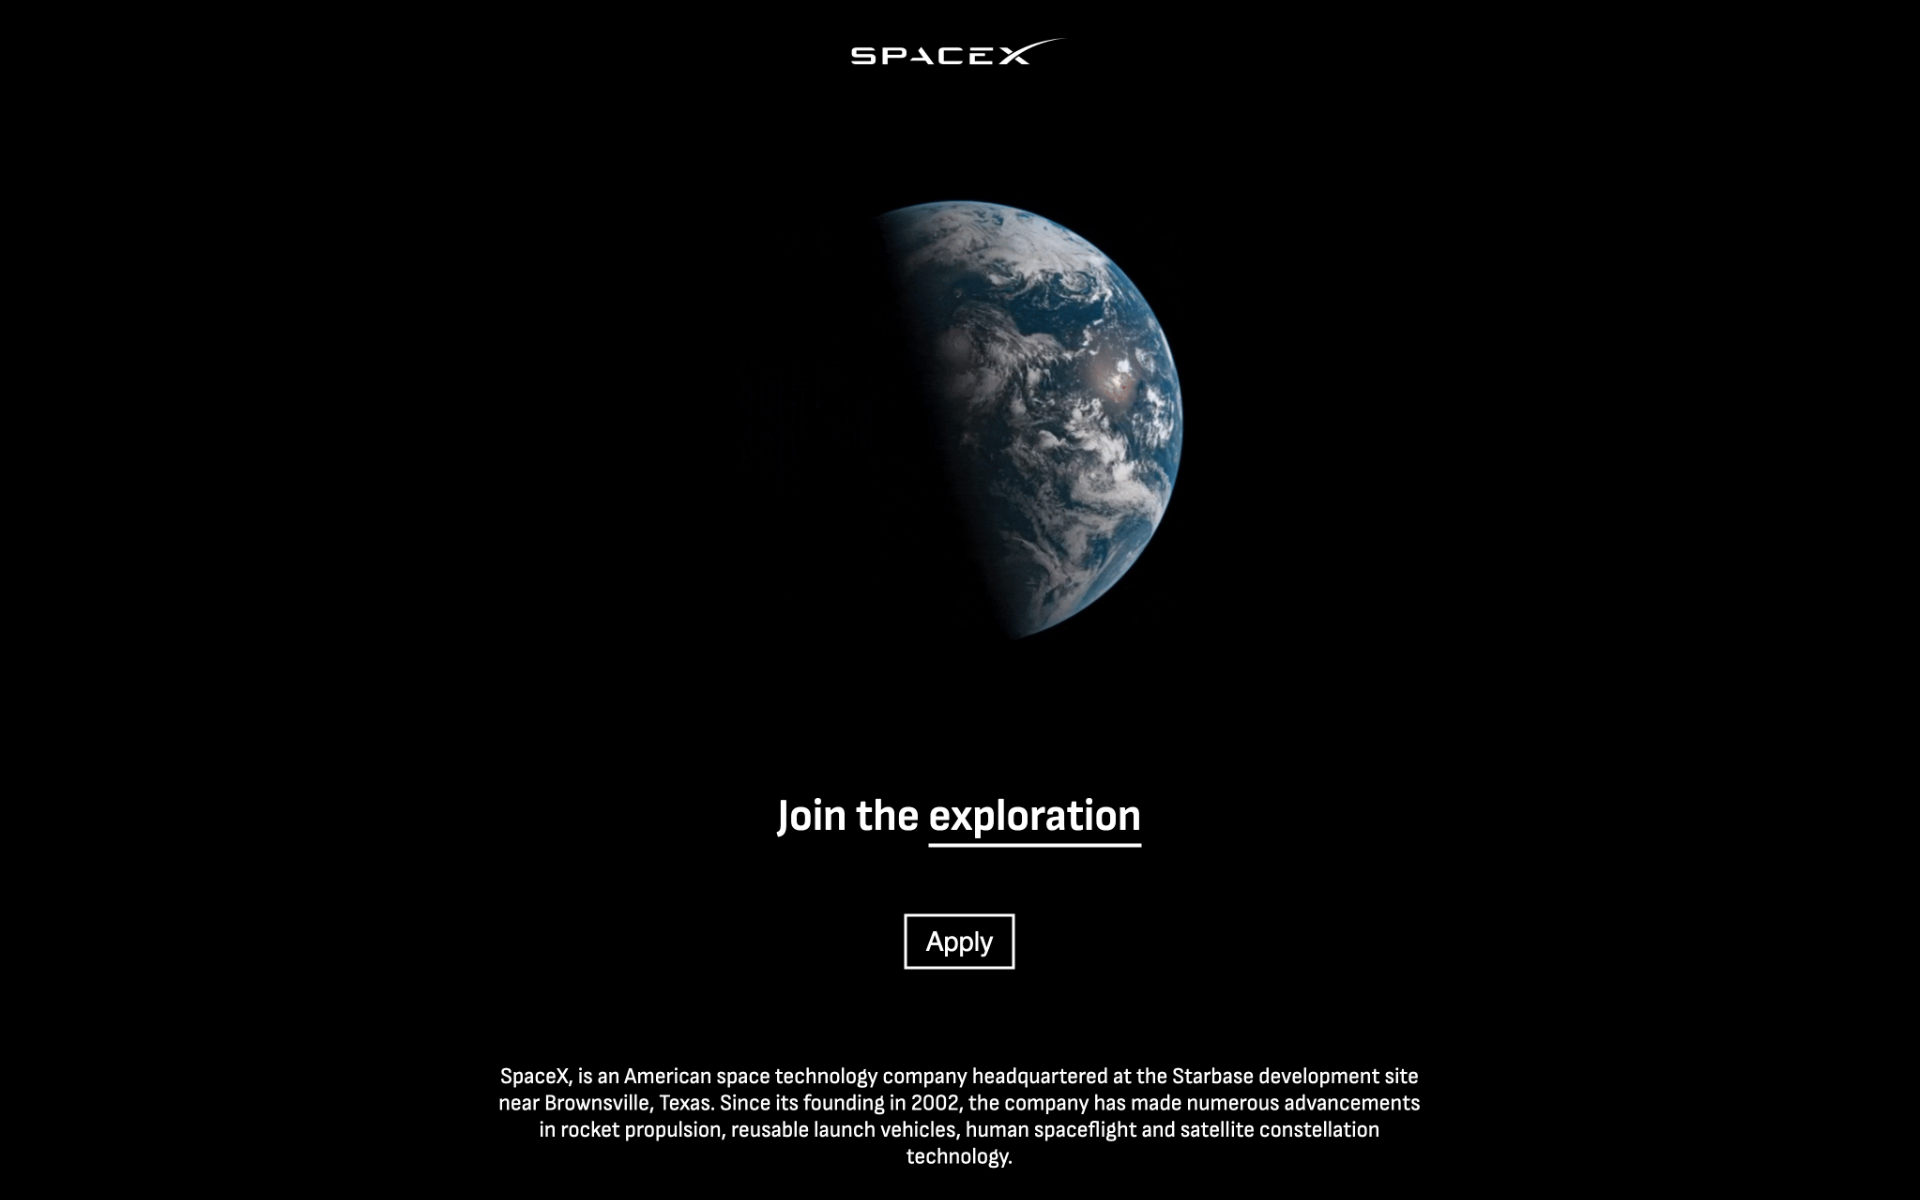 SPACEX
Join the exploration
Apply
SpaceX, is an American space technology company headquartered at the Starbase development site
near Brownsville, Texas. Since its founding in 2002, the company has made numerous advancements
in rocket propulsion, reusable launch vehicles, human spaceflight and satellite constellation
technology.